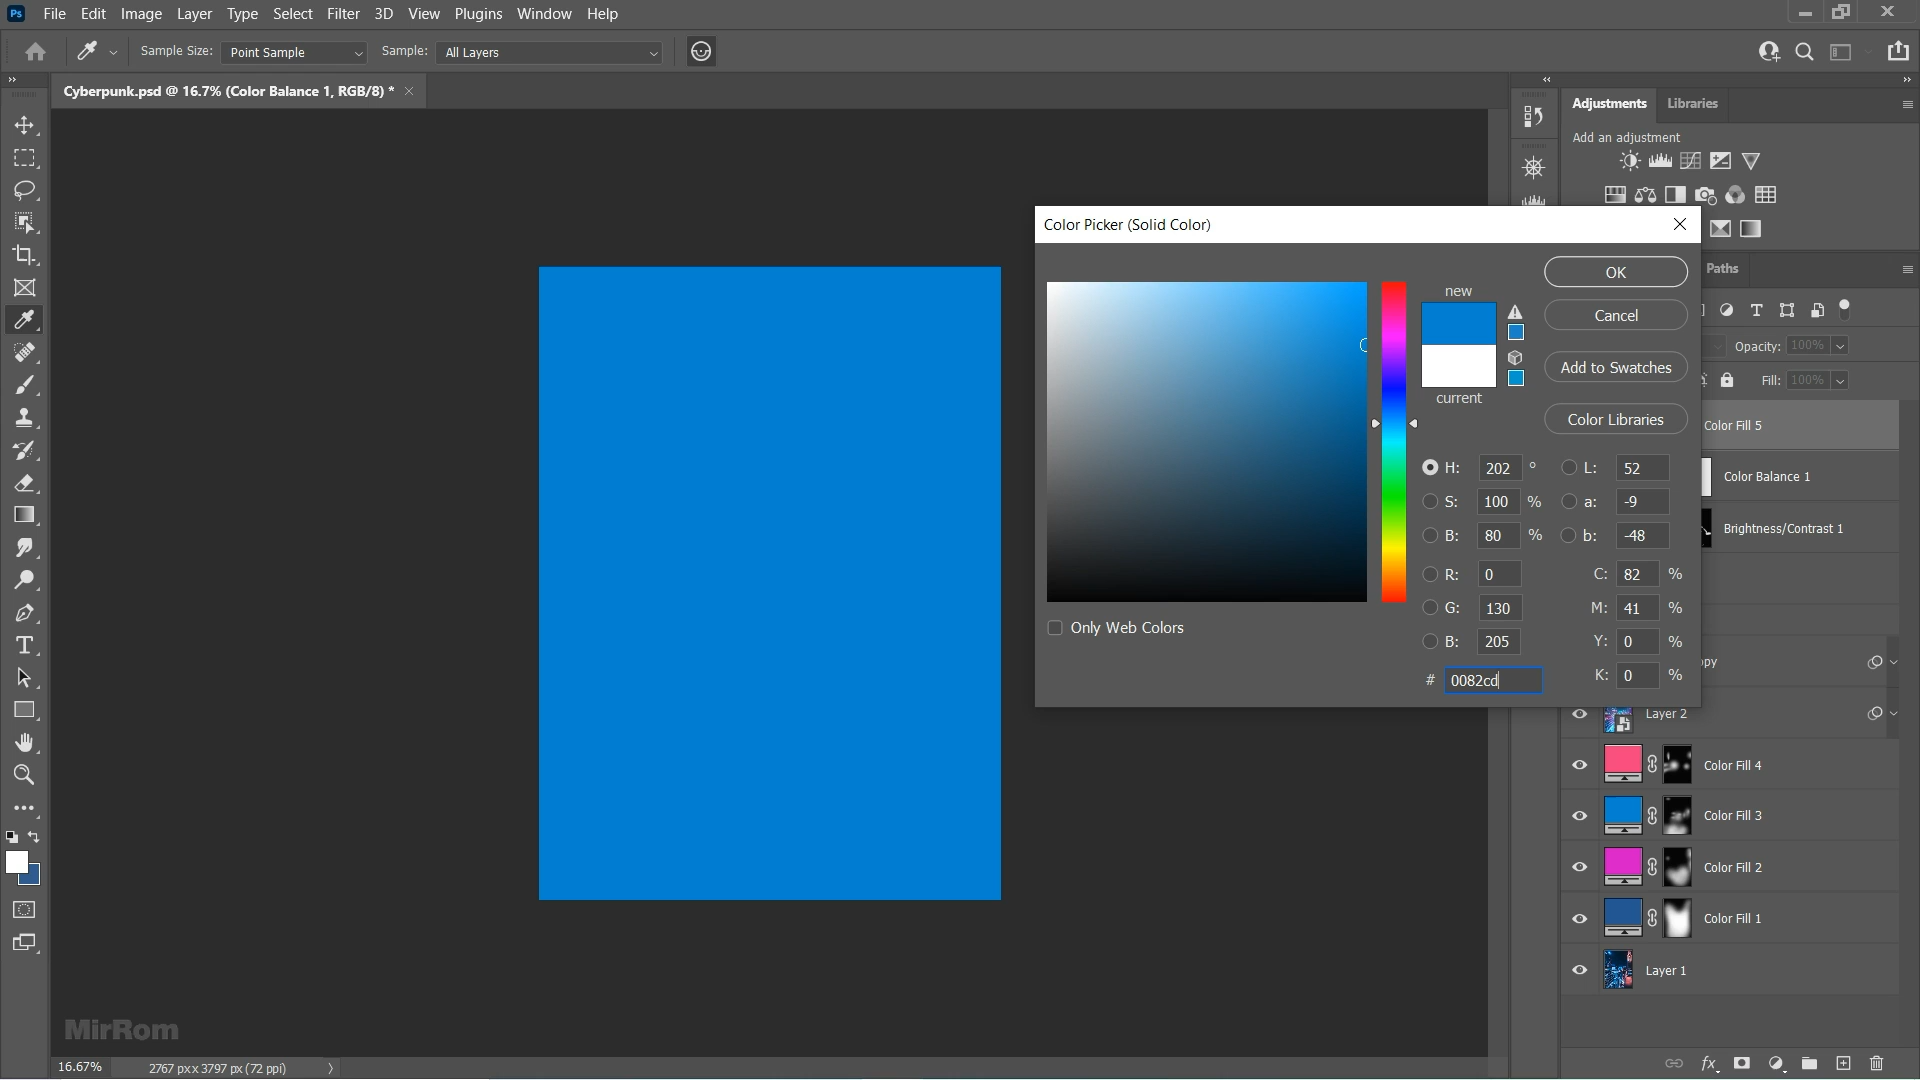 Ps File Edit Image Layer Type Select Filter 3D View Plugins Window Help
Sample Size: Point Sample Sample: All Layers
Cyberpunk.psd @ 16.7% (Color Balance 1, RGB/8) *
Adjustments Libraries
Add an adjustment
Color Picker (Solid Color)
Paths
new
OK
Cancel
Add to Swatches
current
Color Libraries
Opacity: 100%
Fill: 100%
Color Fill 5
H: 202 ° L: 52
S: 100 % a: -9
B: 80 % b: -48
R: 0 C: 82 %
G: 130 M: 41 %
B: 205 Y: 0 %
# 0082cd K: 0 %
Only Web Colors
Color Balance 1
Brightness/Contrast 1
opy
Layer 2
Color Fill 4
Color Fill 3
Color Fill 2
Color Fill 1
Layer 1
MirRom
16.67% 2767 px x 3797 px (72 ppi)
fx